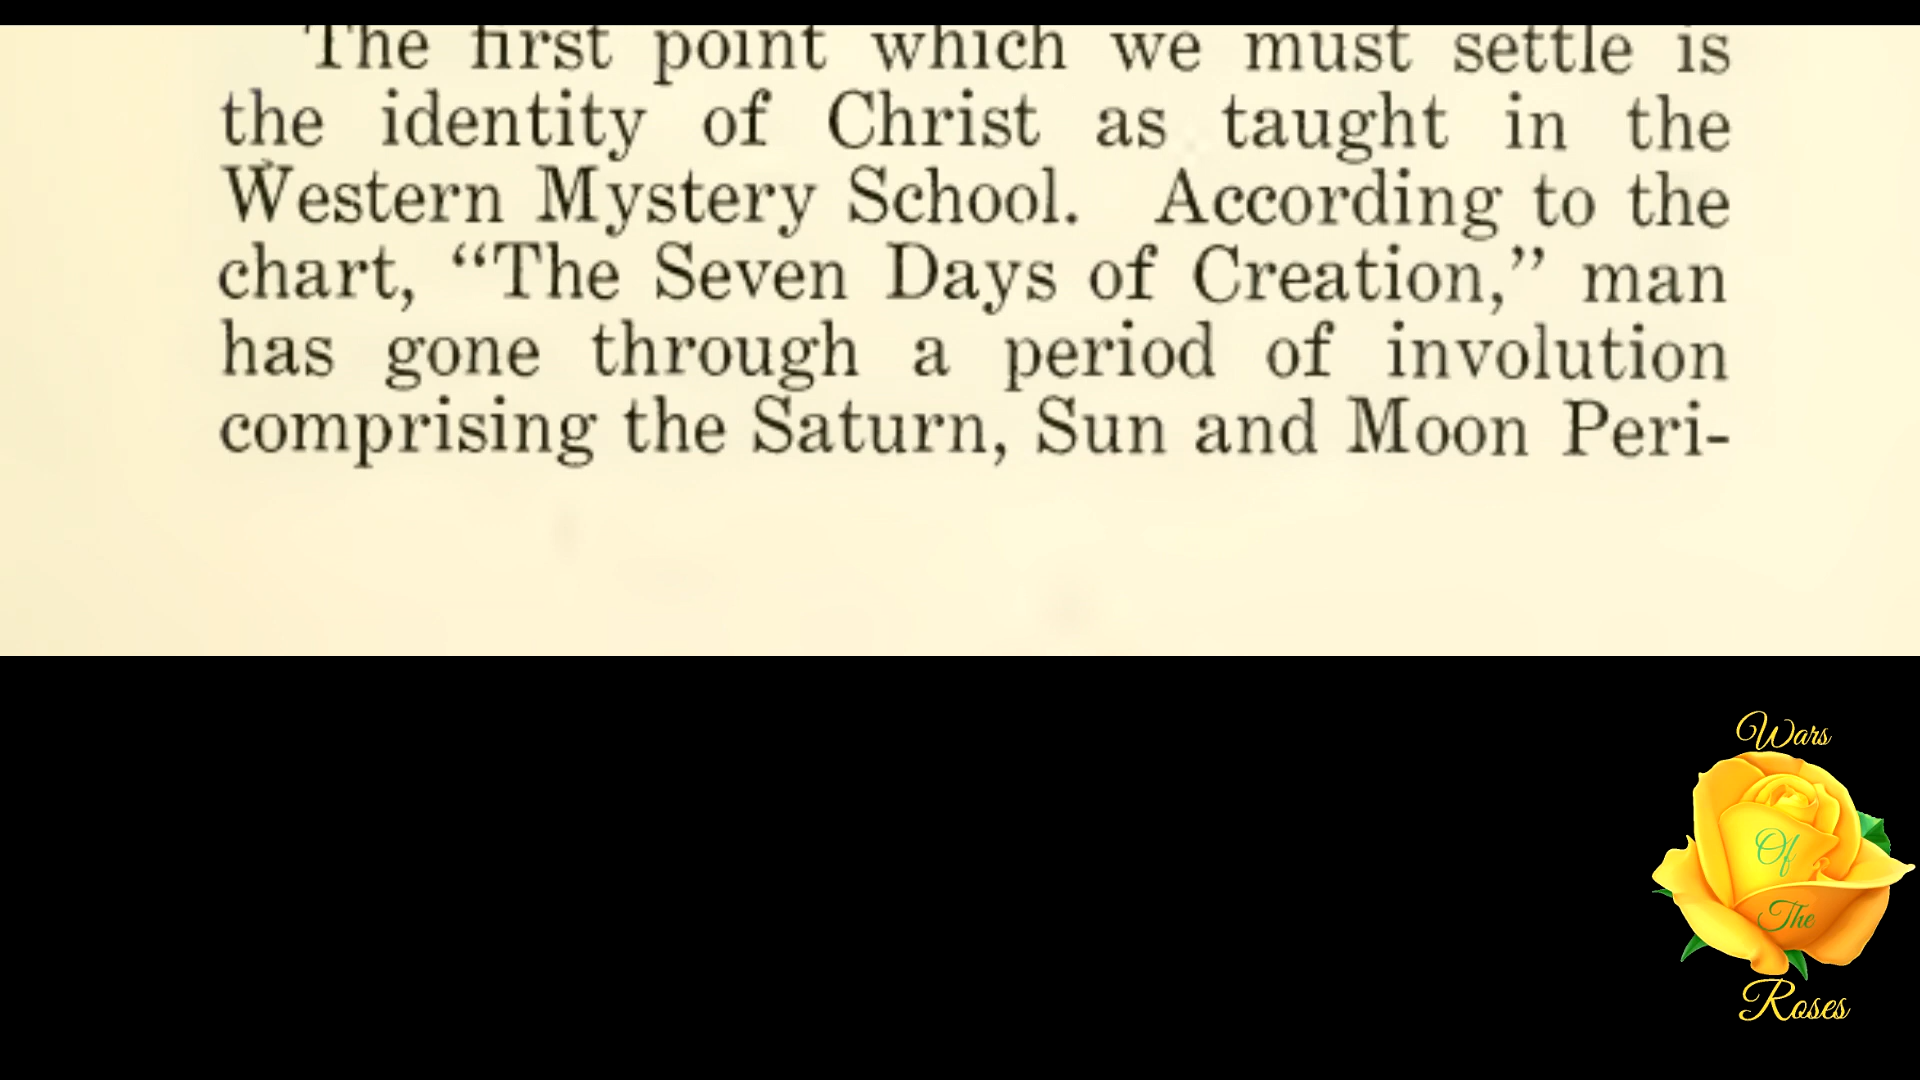 The first point which we must settle is
the identity of Christ as taught in the
Western Mystery School. According to the
chart, “The Seven Days of Creation,” man
has gone through a period of involution
comprising the Saturn, Sun and Moon Peri-
Wars
Of
The
Roses